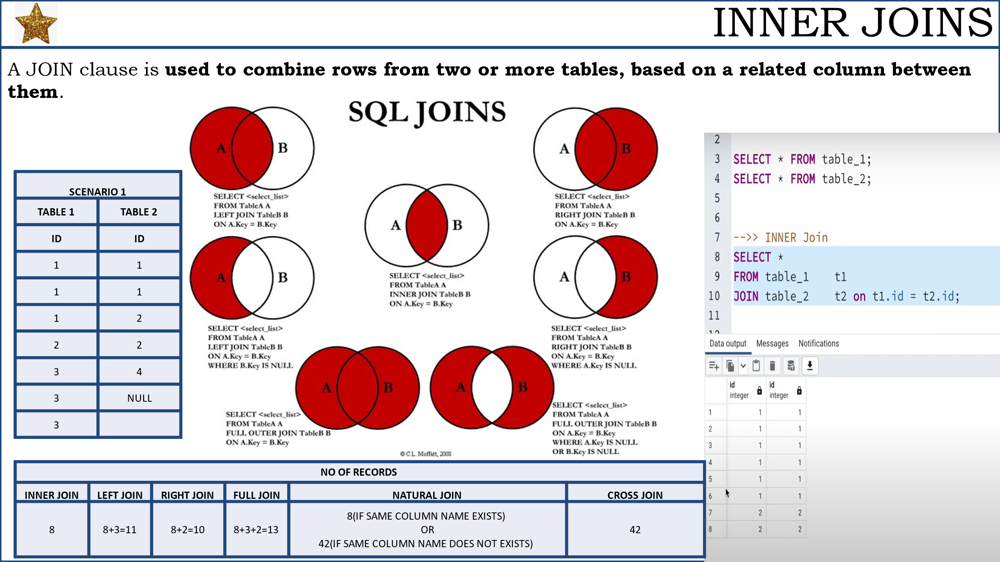 INNER JOINS
A JOIN clause is used to combine rows from two or more tables, based on a related column between
them.
SQL JOINS
A B
SELECT <select_list>
FROM TableA A
LEFT JOIN TableB B
ON A.Key = B.Key
A B
SELECT <select_list>
FROM TableA A
RIGHT JOIN TableB B
ON A.Key = B.Key
A B
SELECT <select_list>
FROM TableA A
INNER JOIN TableB B
ON A.Key = B.Key
A B
SELECT <select_list>
FROM TableA A
LEFT JOIN TableB B
ON A.Key = B.Key
WHERE B.Key IS NULL
A B
SELECT <select_list>
FROM TableA A
RIGHT JOIN TableB B
ON A.Key = B.Key
WHERE A.Key IS NULL
A B
SELECT <select_list>
FROM TableA A
FULL OUTER JOIN TableB B
ON A.Key = B.Key
A B
SELECT <select_list>
FROM TableA A
FULL OUTER JOIN TableB B
ON A.Key = B.Key
WHERE A.Key IS NULL
OR B.Key IS NULL
© C.L. Moffatt, 2008
SCENARIO 1
TABLE 1 TABLE 2
ID ID
1 1
1 1
1 2
2 2
3 4
3 NULL
3
2
3 SELECT * FROM table_1;
4 SELECT * FROM table_2;
5
6
7 -->> INNER Join
8 SELECT *
9 FROM table_1 t1
10 JOIN table_2 t2 on t1.id = t2.id;
11
Data output Messages Notifications
id id
integer integer
1 1 1
2 1 1
3 1 1
4 1 1
5 1 1
6 1 1
7 2 2
8 2 2
NO OF RECORDS
INNER JOIN LEFT JOIN RIGHT JOIN FULL JOIN NATURAL JOIN CROSS JOIN
8(IF SAME COLUMN NAME EXISTS)
8 8+3=11 8+2=10 8+3+2=13 OR 42
42(IF SAME COLUMN NAME DOES NOT EXISTS)